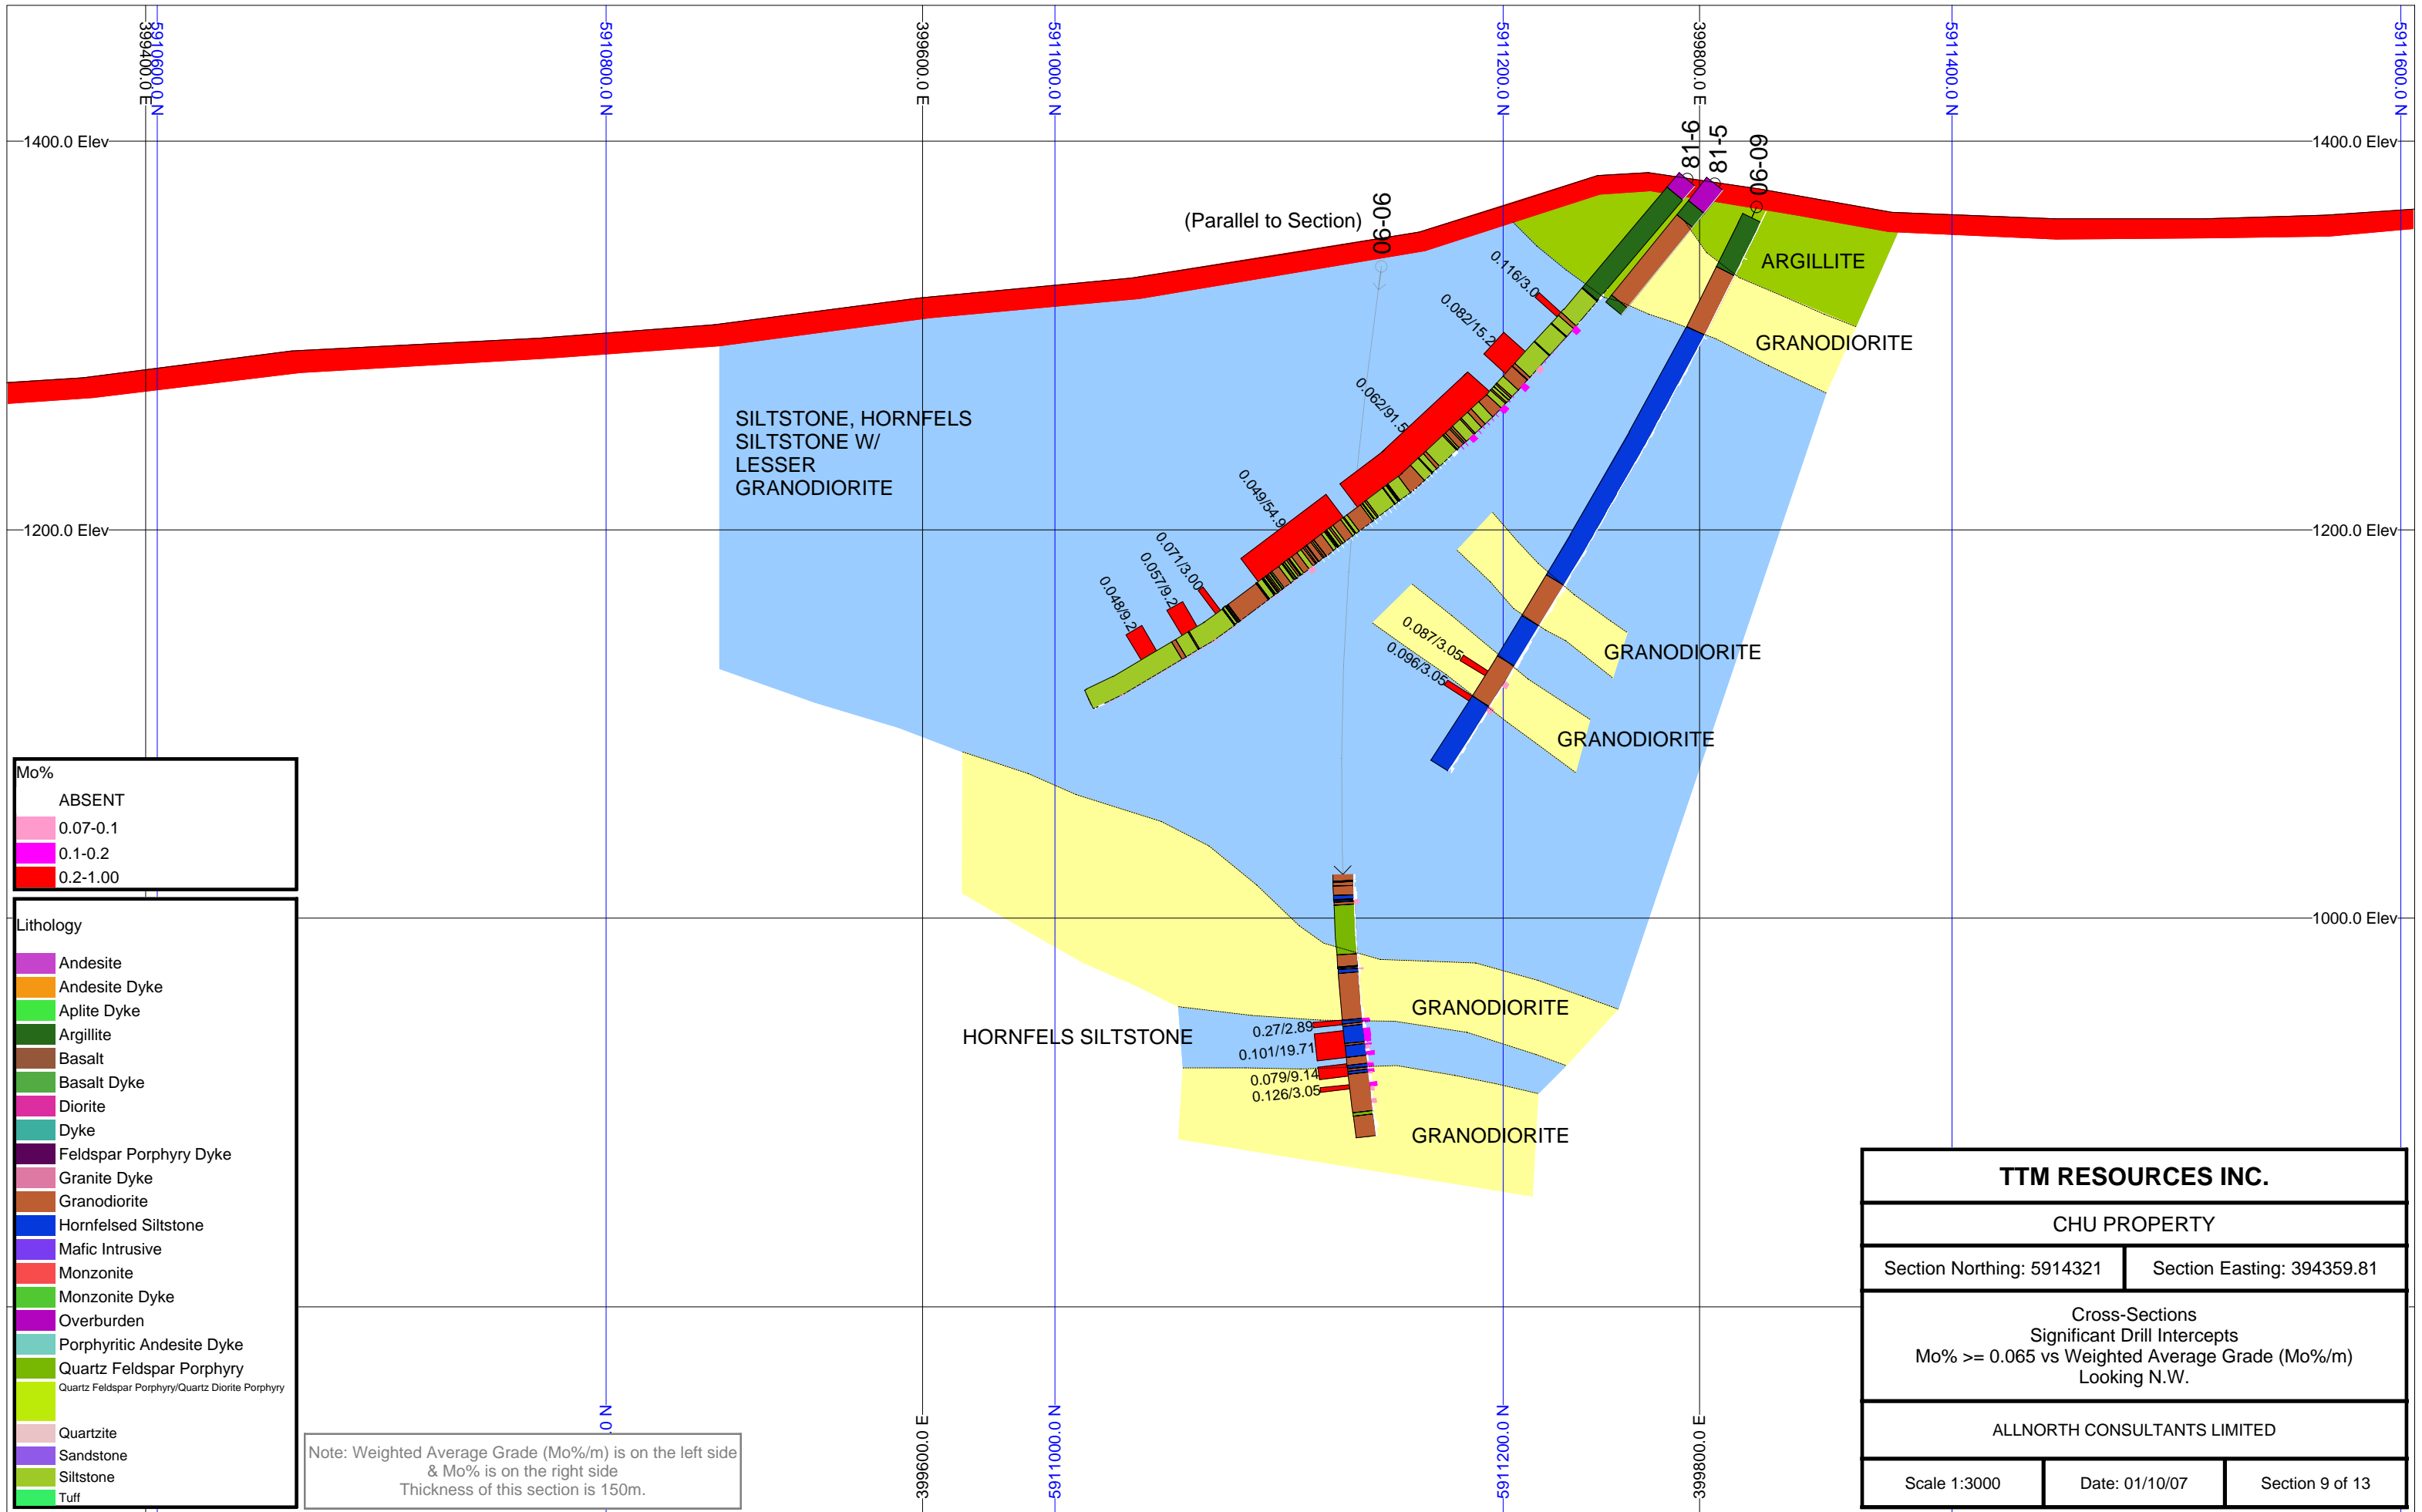 399400.0 E
5910600.0 N
5910800.0 N
399600.0 E
5911000.0 N
5911200.0 N
399800.0 E
5911400.0 N
5911600.0 N
1400.0 Elev
1400.0 Elev
81-6
81-5
06-09
06-06
(Parallel to Section)
ARGILLITE
GRANODIORITE
0.116/3.0
0.082/15.2
0.062/91.5
0.049/54.9
0.071/3.00
0.057/9.2
0.048/9.2
SILTSTONE, HORNFELS
SILTSTONE W/
LESSER
GRANODIORITE
1200.0 Elev
1200.0 Elev
0.087/3.05
0.096/3.05
GRANODIORITE
GRANODIORITE
1000.0 Elev
GRANODIORITE
HORNFELS SILTSTONE
0.27/2.89
0.101/19.71
0.079/9.14
0.126/3.05
GRANODIORITE
Mo%
ABSENT
0.07-0.1
0.1-0.2
0.2-1.00
Lithology
Andesite
Andesite Dyke
Aplite Dyke
Argillite
Basalt
Basalt Dyke
Diorite
Dyke
Feldspar Porphyry Dyke
Granite Dyke
Granodiorite
Hornfelsed Siltstone
Mafic Intrusive
Monzonite
Monzonite Dyke
Overburden
Porphyritic Andesite Dyke
Quartz Feldspar Porphyry
Quartz Feldspar Porphyry/Quartz Diorite Porphyry
Quartzite
Sandstone
Siltstone
Tuff
.0 N
399600.0 E
5911000.0 N
5911200.0 N
399800.0 E
Note: Weighted Average Grade (Mo%/m) is on the left side
& Mo% is on the right side
Thickness of this section is 150m.
TTM RESOURCES INC.
CHU PROPERTY
Section Northing: 5914321
Section Easting: 394359.81
Cross-Sections
Significant Drill Intercepts
Mo% >= 0.065 vs Weighted Average Grade (Mo%/m)
Looking N.W.
ALLNORTH CONSULTANTS LIMITED
Scale 1:3000
Date: 01/10/07
Section 9 of 13